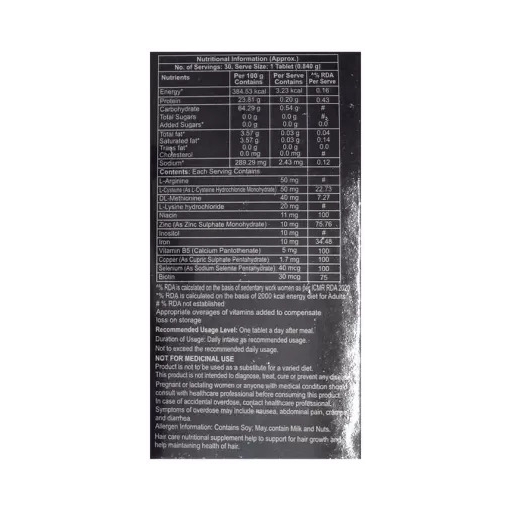 Nutritional Information (Approx.)
No. of Servings: 30, Serve Size: 1 Tablet (0.840 g)
Nutrients Per 100 g Contains Per Serve Contains ^% RDA Per Serve
Energy* 384.53 kcal 3.23 kcal 0.16
Protein 23.81 g 0.20 g 0.43
Carbohydrate 64.29 g 0.54 g #
Total Sugars 0.0 g 0.0 g #
Added Sugars* 0.0 g 0.0 g 0.0
Total fat* 3.57 g 0.03 g 0.04
Saturated fat* 3.57 g 0.03 g 0.14
Trans fat* 0.0 g 0.0 g 0.0
Cholesterol 0.0 mg 0.0 mg #
Sodium* 289.29 mg 2.43 mg 0.12
Contents: Each Serving Contains
L-Arginine 50 mg #
L-Cysteine (As L-Cysteine Hydrochloride Monohydrate) 50 mg 22.73
DL-Methionine 40 mg 7.27
L-Lysine hydrochloride 20 mg #
Niacin 11 mg 100
Zinc (As Zinc Sulphate Monohydrate) 10 mg 75.76
Inositol 10 mg #
Iron 10 mg 34.48
Vitamin B5 (Calcium Pantothenate) 5 mg 100
Copper (As Cupric Sulphate Pentahydrate) 1.7 mg 100
Selenium (As Sodium Selenite Pentahydrate) 40 mcg 100
Biotin 30 mcg 75
^% RDA is calculated on the basis of sedentary work women as per ICMR RDA 2020
*% RDA is calculated on the basis of 2000 kcal energy diet for Adults
# % RDA not established
Appropriate overages of vitamins added to compensate
loss on storage
Recommended Usage Level: One tablet a day after meal.
Duration of Usage: Daily intake as recommended usage.
Not to exceed the recommended daily usage.
NOT FOR MEDICINAL USE
Product is not to be used as a substitute for a varied diet.
This product is not intended to diagnose, treat, cure or prevent any
Pregnant or lactating women or anyone with medical condition should
consult with healthcare professional before consuming this product.
In case of accidental overdose, contact healthcare professional.
Symptoms of overdose may include nausea, abdominal pain, cramps
and diarrhea.
Allergen Information: Contains Soy. May contain Milk and Nuts.
Hair care nutritional supplement help to support for hair growth and
help maintaining health of hair.